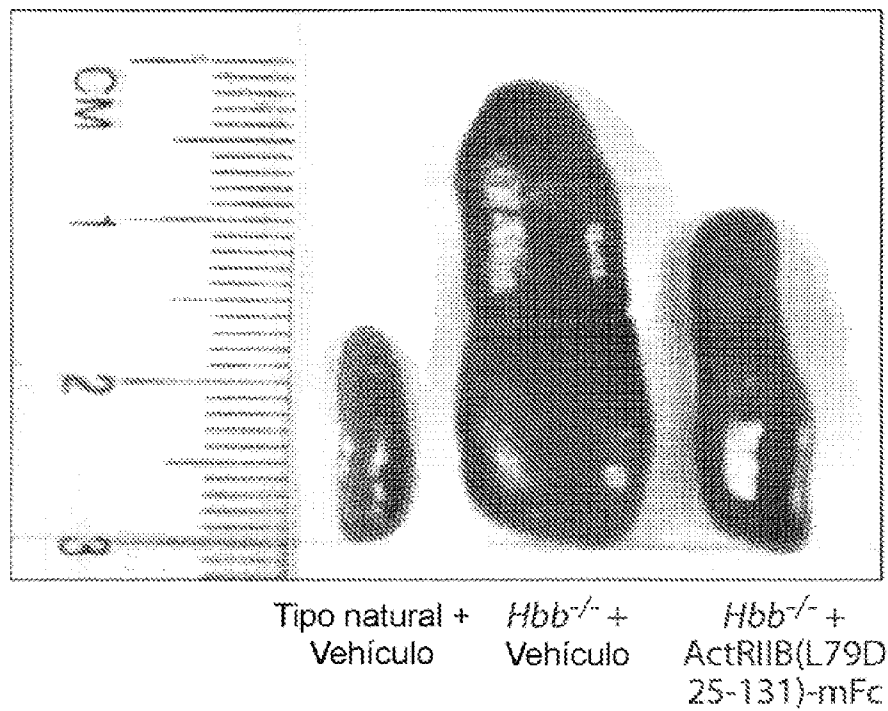 CM
1
2
3
Tipo natural + Vehículo
Hbb-/- + Vehículo
Hbb-/- + ActRIIB(L79D 25-131)-mFc